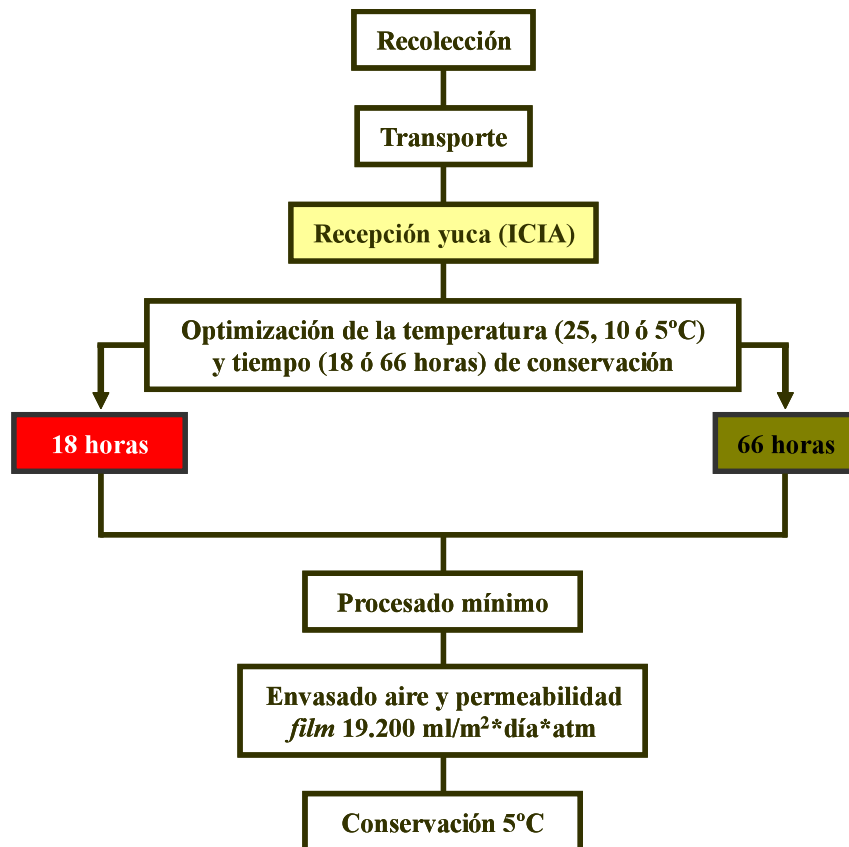 Recolección
Transporte
Recepción yuca (ICIA)
Optimización de la temperatura (25, 10 ó 5ºC)
y tiempo (18 ó 66 horas) de conservación
18 horas
66 horas
Procesado mínimo
Envasado aire y permeabilidad
film 19.200 ml/m²*día*atm
Conservación 5ºC